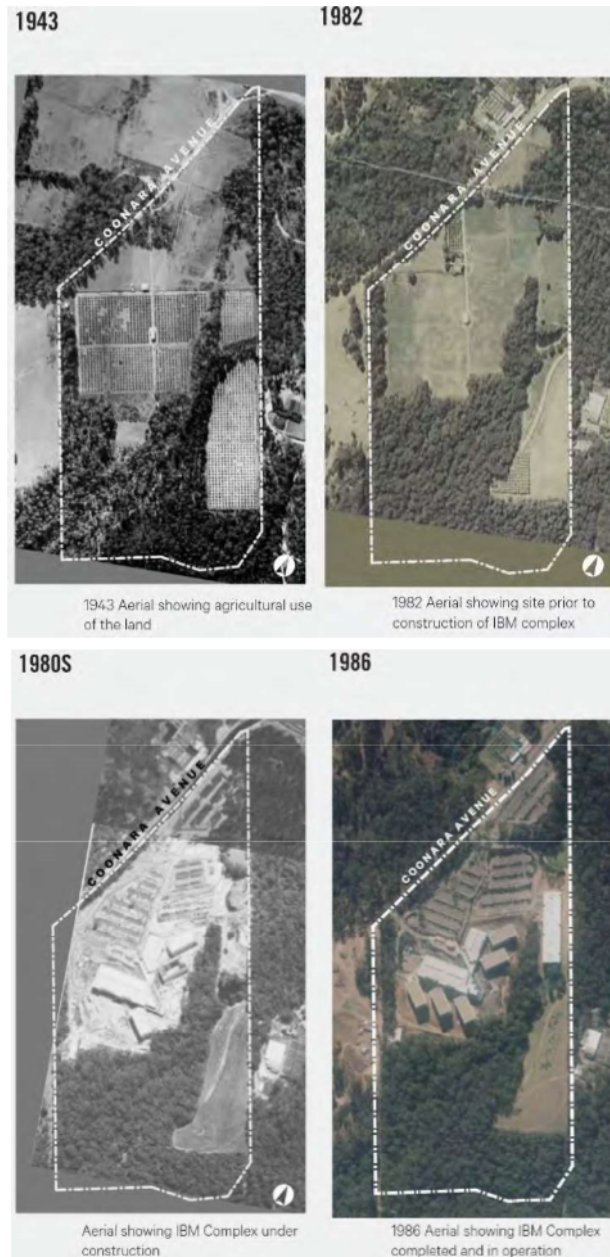 1943
1982
COONARA AVENUE
COONARA AVENUE
1943 Aerial showing agricultural use
of the land
1982 Aerial showing site prior to
construction of IBM complex
1980S
1986
COONARA AVENUE
COONARA AVENUE
Aerial showing IBM Complex under
construction
1986 Aerial showing IBM Complex
completed and in operation